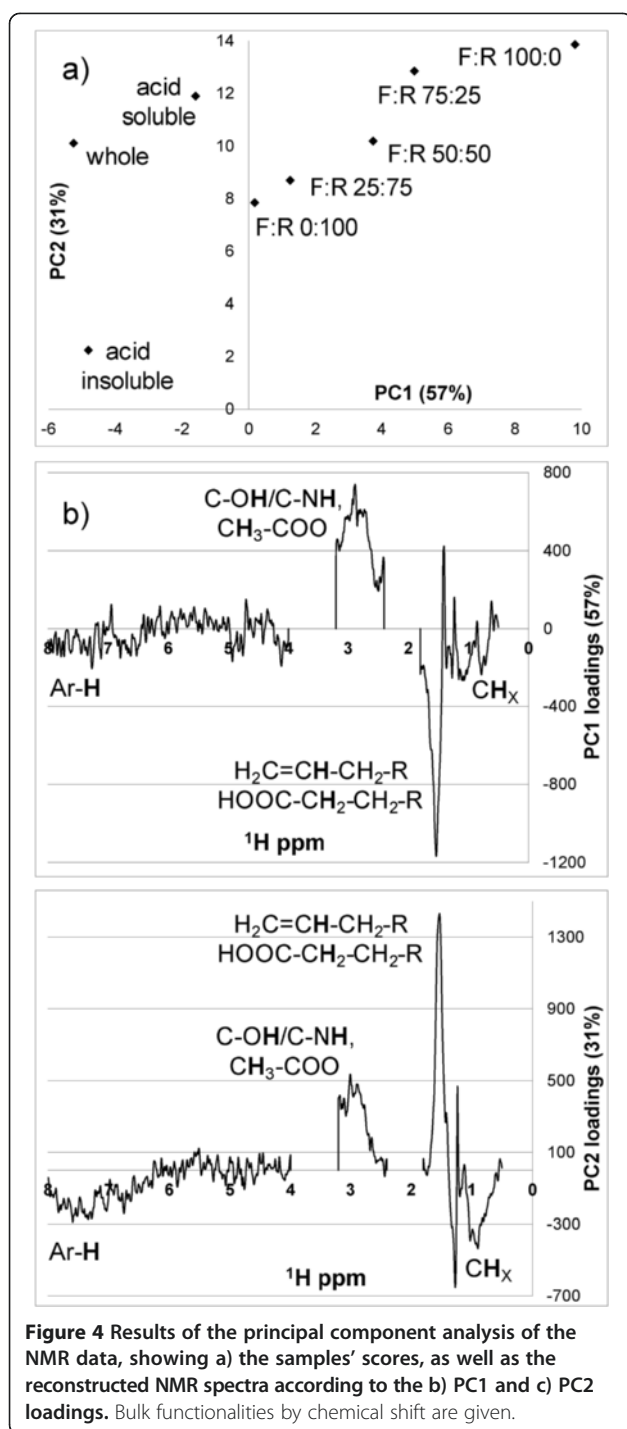 a)
14
12
10
8
6
4
2
0
PC2 (31%)
-6
-4
-2
0
2
4
6
8
10
PC1 (57%)
acid
soluble
whole
acid
insoluble
F:R 100:0
F:R 75:25
F:R 50:50
F:R 25:75
F:R 0:100
b)
C-OH/C-NH,
CH₃-COO
800
400
0
-400
-800
-1200
PC1 loadings (57%)
8
7
6
5
4
3
2
1
0
Ar-H
CHX
H₂C=CH-CH₂-R
HOOC-CH₂-CH₂-R
¹H ppm
H₂C=CH-CH₂-R
HOOC-CH₂-CH₂-R
C-OH/C-NH,
CH₃-COO
1300
900
500
100
-300
-700
PC2 loadings (31%)
8
7
6
5
4
3
2
1
0
Ar-H
CHX
¹H ppm
Figure 4 Results of the principal component analysis of the
NMR data, showing a) the samples' scores, as well as the
reconstructed NMR spectra according to the b) PC1 and c) PC2
loadings. Bulk functionalities by chemical shift are given.